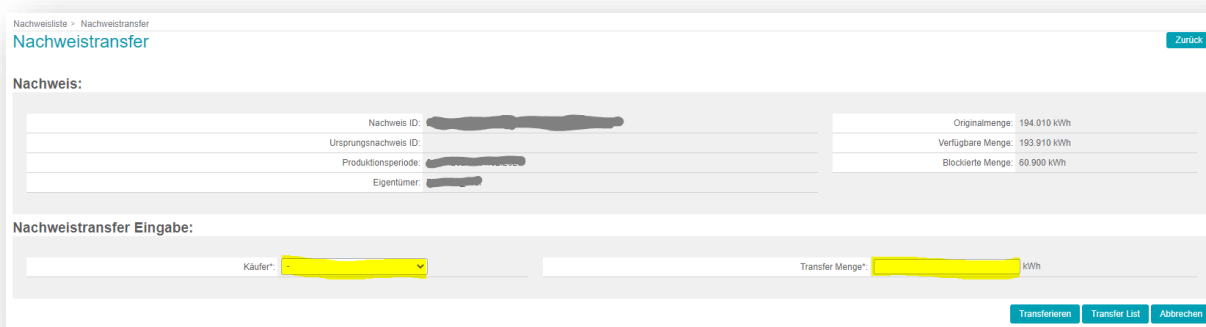 Nachweisliste > Nachweistransfer
Nachweistransfer
Zurück
Nachweis:
Nachweis ID:
Originalmenge: 194.010 kWh
Ursprungsnachweis ID:
Verfügbare Menge: 193.910 kWh
Produktionsperiode:
Blockierte Menge: 60.900 kWh
Eigentümer:
Nachweistransfer Eingabe:
Käufer*: -
Transfer Menge*: kWh
Transferieren Transfer List Abbrechen